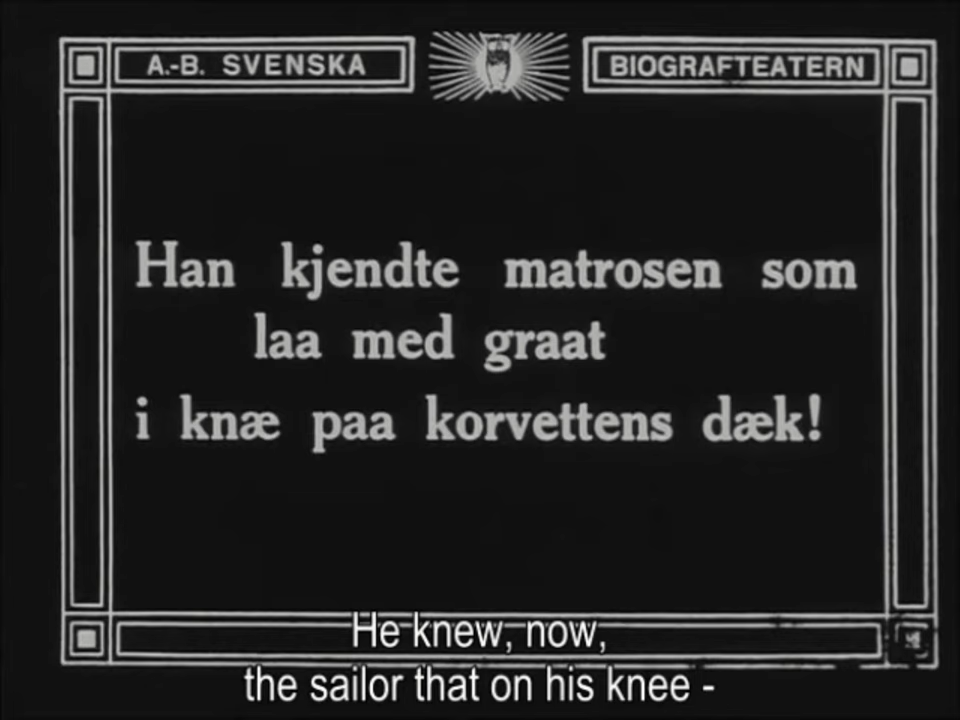 A.-B. SVENSKA
BIOGRAFTEATERN
Han kjendte matrosen som
laa med graat
i knæ paa korvettens dæk!
He knew, now,
the sailor that on his knee -